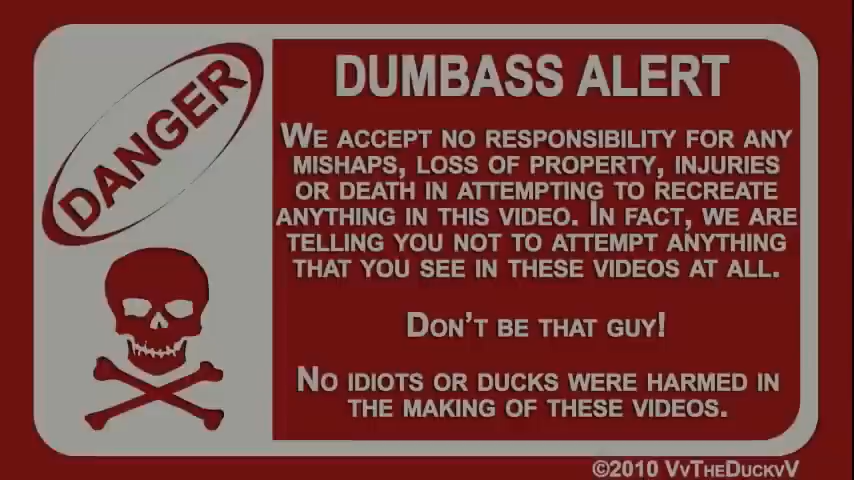 DANGER
DUMBASS ALERT
WE ACCEPT NO RESPONSIBILITY FOR ANY
MISHAPS, LOSS OF PROPERTY, INJURIES
OR DEATH IN ATTEMPTING TO RECREATE
ANYTHING IN THIS VIDEO. IN FACT, WE ARE
TELLING YOU NOT TO ATTEMPT ANYTHING
THAT YOU SEE IN THESE VIDEOS AT ALL.
DON'T BE THAT GUY!
NO IDIOTS OR DUCKS WERE HARMED IN
THE MAKING OF THESE VIDEOS.
©2010 VVTHEDUCKVV